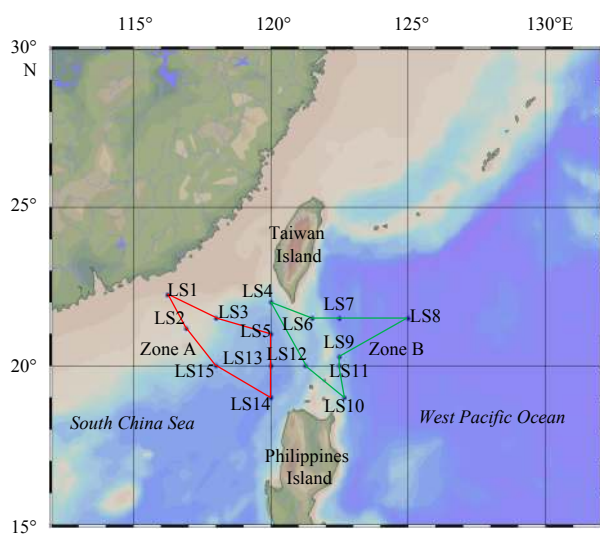 115° 120° 125° 130°E
30°
N
25°
Taiwan
Island
LS1 LS4
LS2 LS3 LS6 LS7 LS8
LS5
Zone A LS13 LS12 LS9 Zone B
20° LS15 LS11
LS14 LS10
South China Sea West Pacific Ocean
Philippines
Island
15°